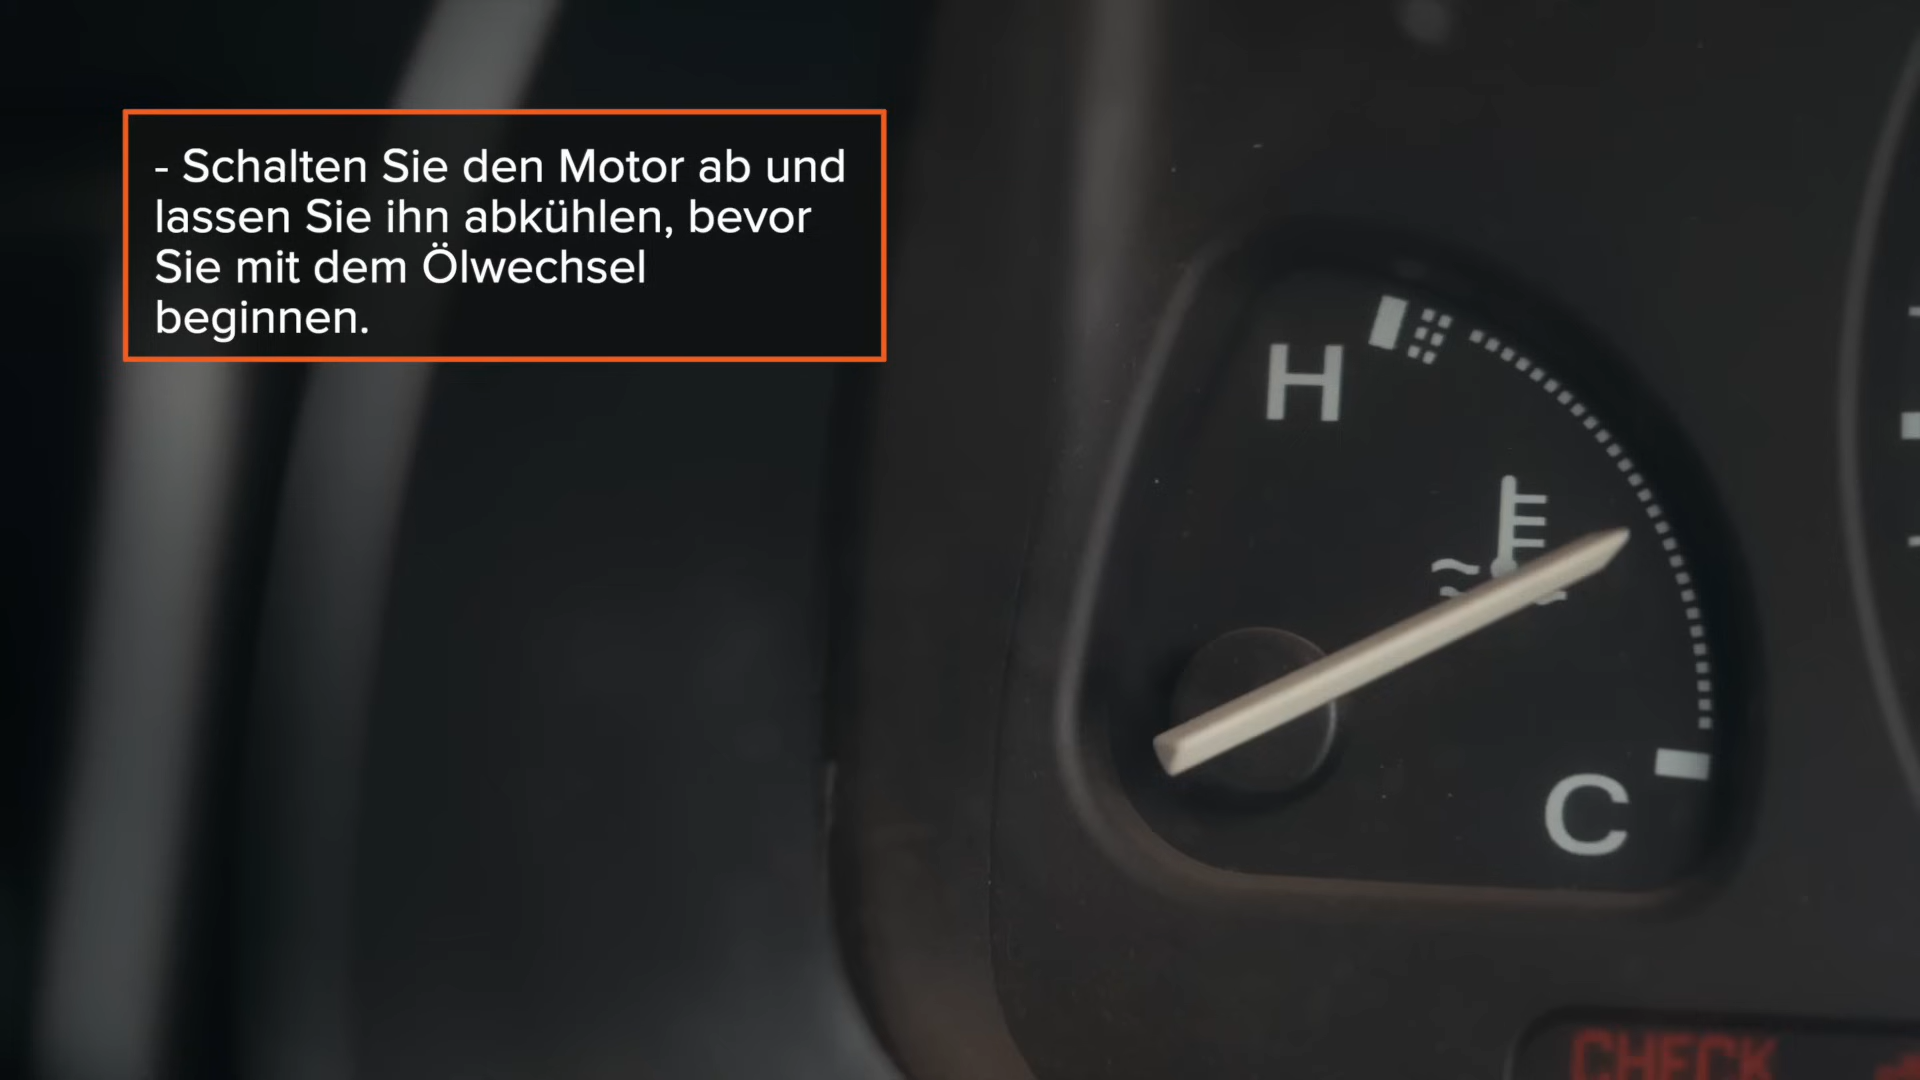 - Schalten Sie den Motor ab und
lassen Sie ihn abkühlen, bevor
Sie mit dem Ölwechsel
beginnen.
H
C
CHECK